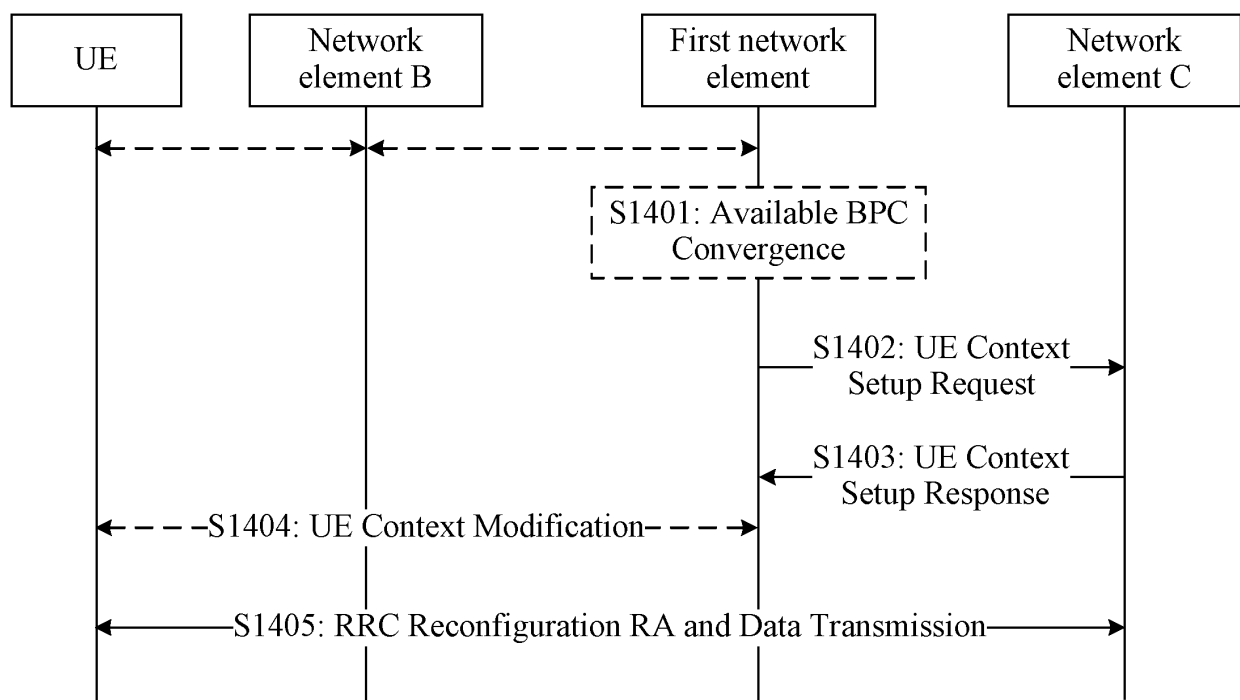 UE
Network
element B
First network
element
Network
element C
S1401: Available BPC
Convergence
S1402: UE Context
Setup Request
S1403: UE Context
Setup Response
S1404: UE Context Modification
S1405: RRC Reconfiguration RA and Data Transmission